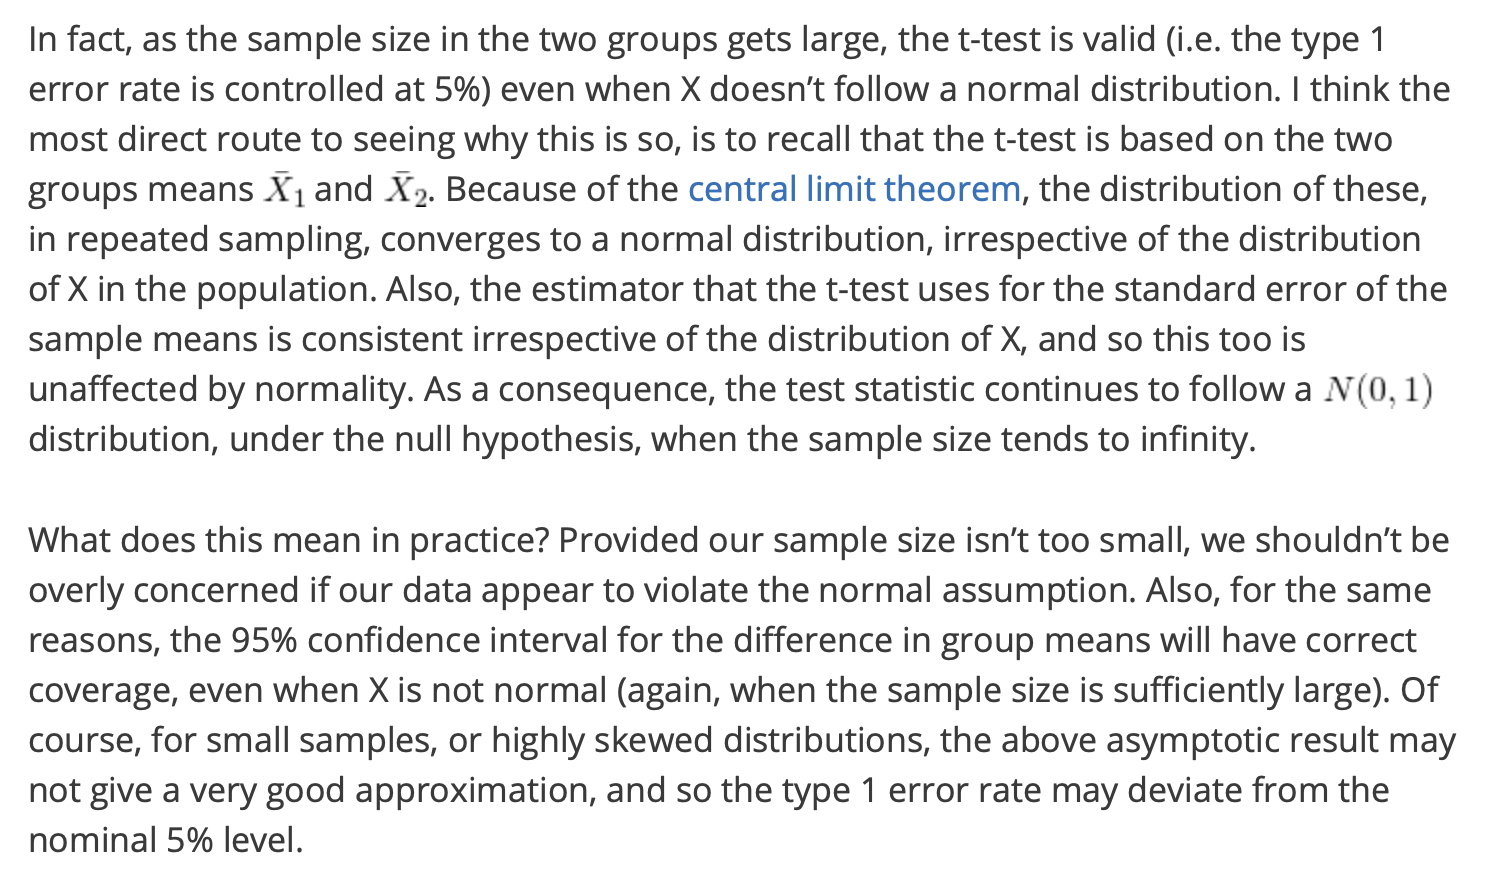 In fact, as the sample size in the two groups gets large, the t-test is valid (i.e. the type 1
error rate is controlled at 5%) even when X doesn’t follow a normal distribution. I think the
most direct route to seeing why this is so, is to recall that the t-test is based on the two
groups means X̄₁ and X̄₂. Because of the central limit theorem, the distribution of these,
in repeated sampling, converges to a normal distribution, irrespective of the distribution
of X in the population. Also, the estimator that the t-test uses for the standard error of the
sample means is consistent irrespective of the distribution of X, and so this too is
unaffected by normality. As a consequence, the test statistic continues to follow a N(0, 1)
distribution, under the null hypothesis, when the sample size tends to infinity.
What does this mean in practice? Provided our sample size isn’t too small, we shouldn’t be
overly concerned if our data appear to violate the normal assumption. Also, for the same
reasons, the 95% confidence interval for the difference in group means will have correct
coverage, even when X is not normal (again, when the sample size is sufficiently large). Of
course, for small samples, or highly skewed distributions, the above asymptotic result may
not give a very good approximation, and so the type 1 error rate may deviate from the
nominal 5% level.